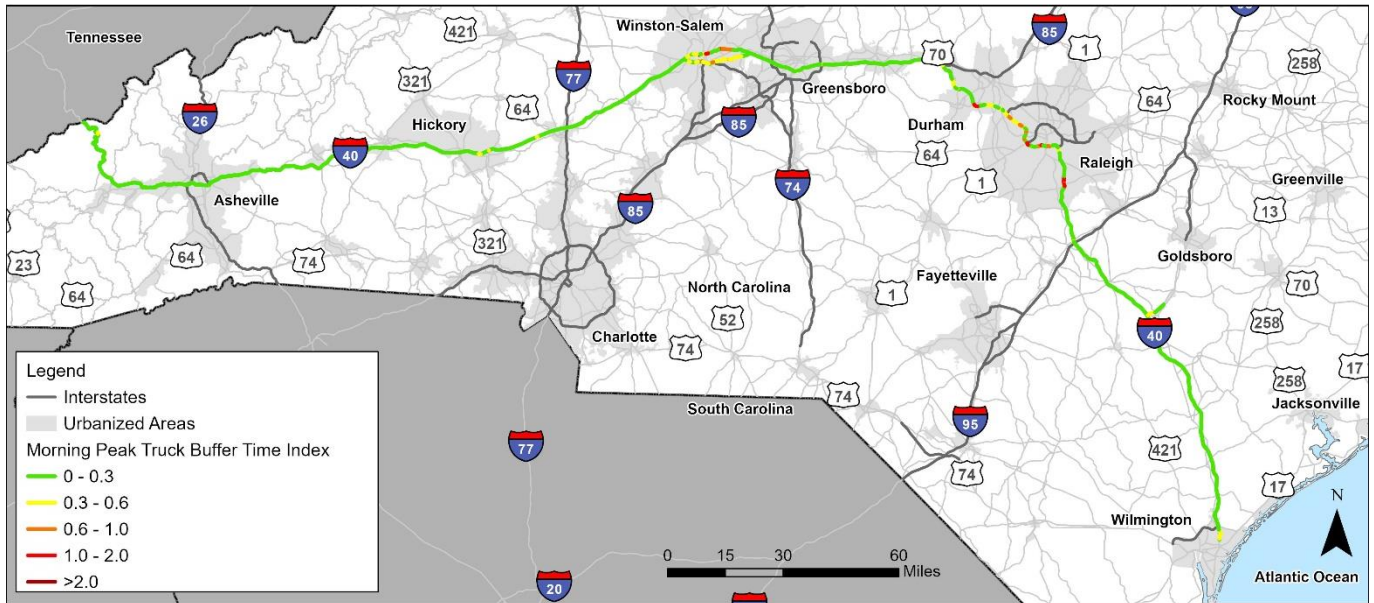 Tennessee
421
Winston-Salem
85
1
70
258
321
77
64
Greensboro
Rocky Mount
26
Hickory
40
85
Durham
64
64
Raleigh
Greenville
Asheville
85
74
1
13
23
64
74
321
Fayetteville
Goldsboro
64
North Carolina
1
70
52
40
258
Charlotte
74
17
258
Legend
Interstates
Urbanized Areas
Morning Peak Truck Buffer Time Index
0 - 0.3
0.3 - 0.6
0.6 - 1.0
1.0 - 2.0
>2.0
South Carolina
74
Jacksonville
95
77
74
421
17
N
Wilmington
0 15 30 60
Miles
20
Atlantic Ocean